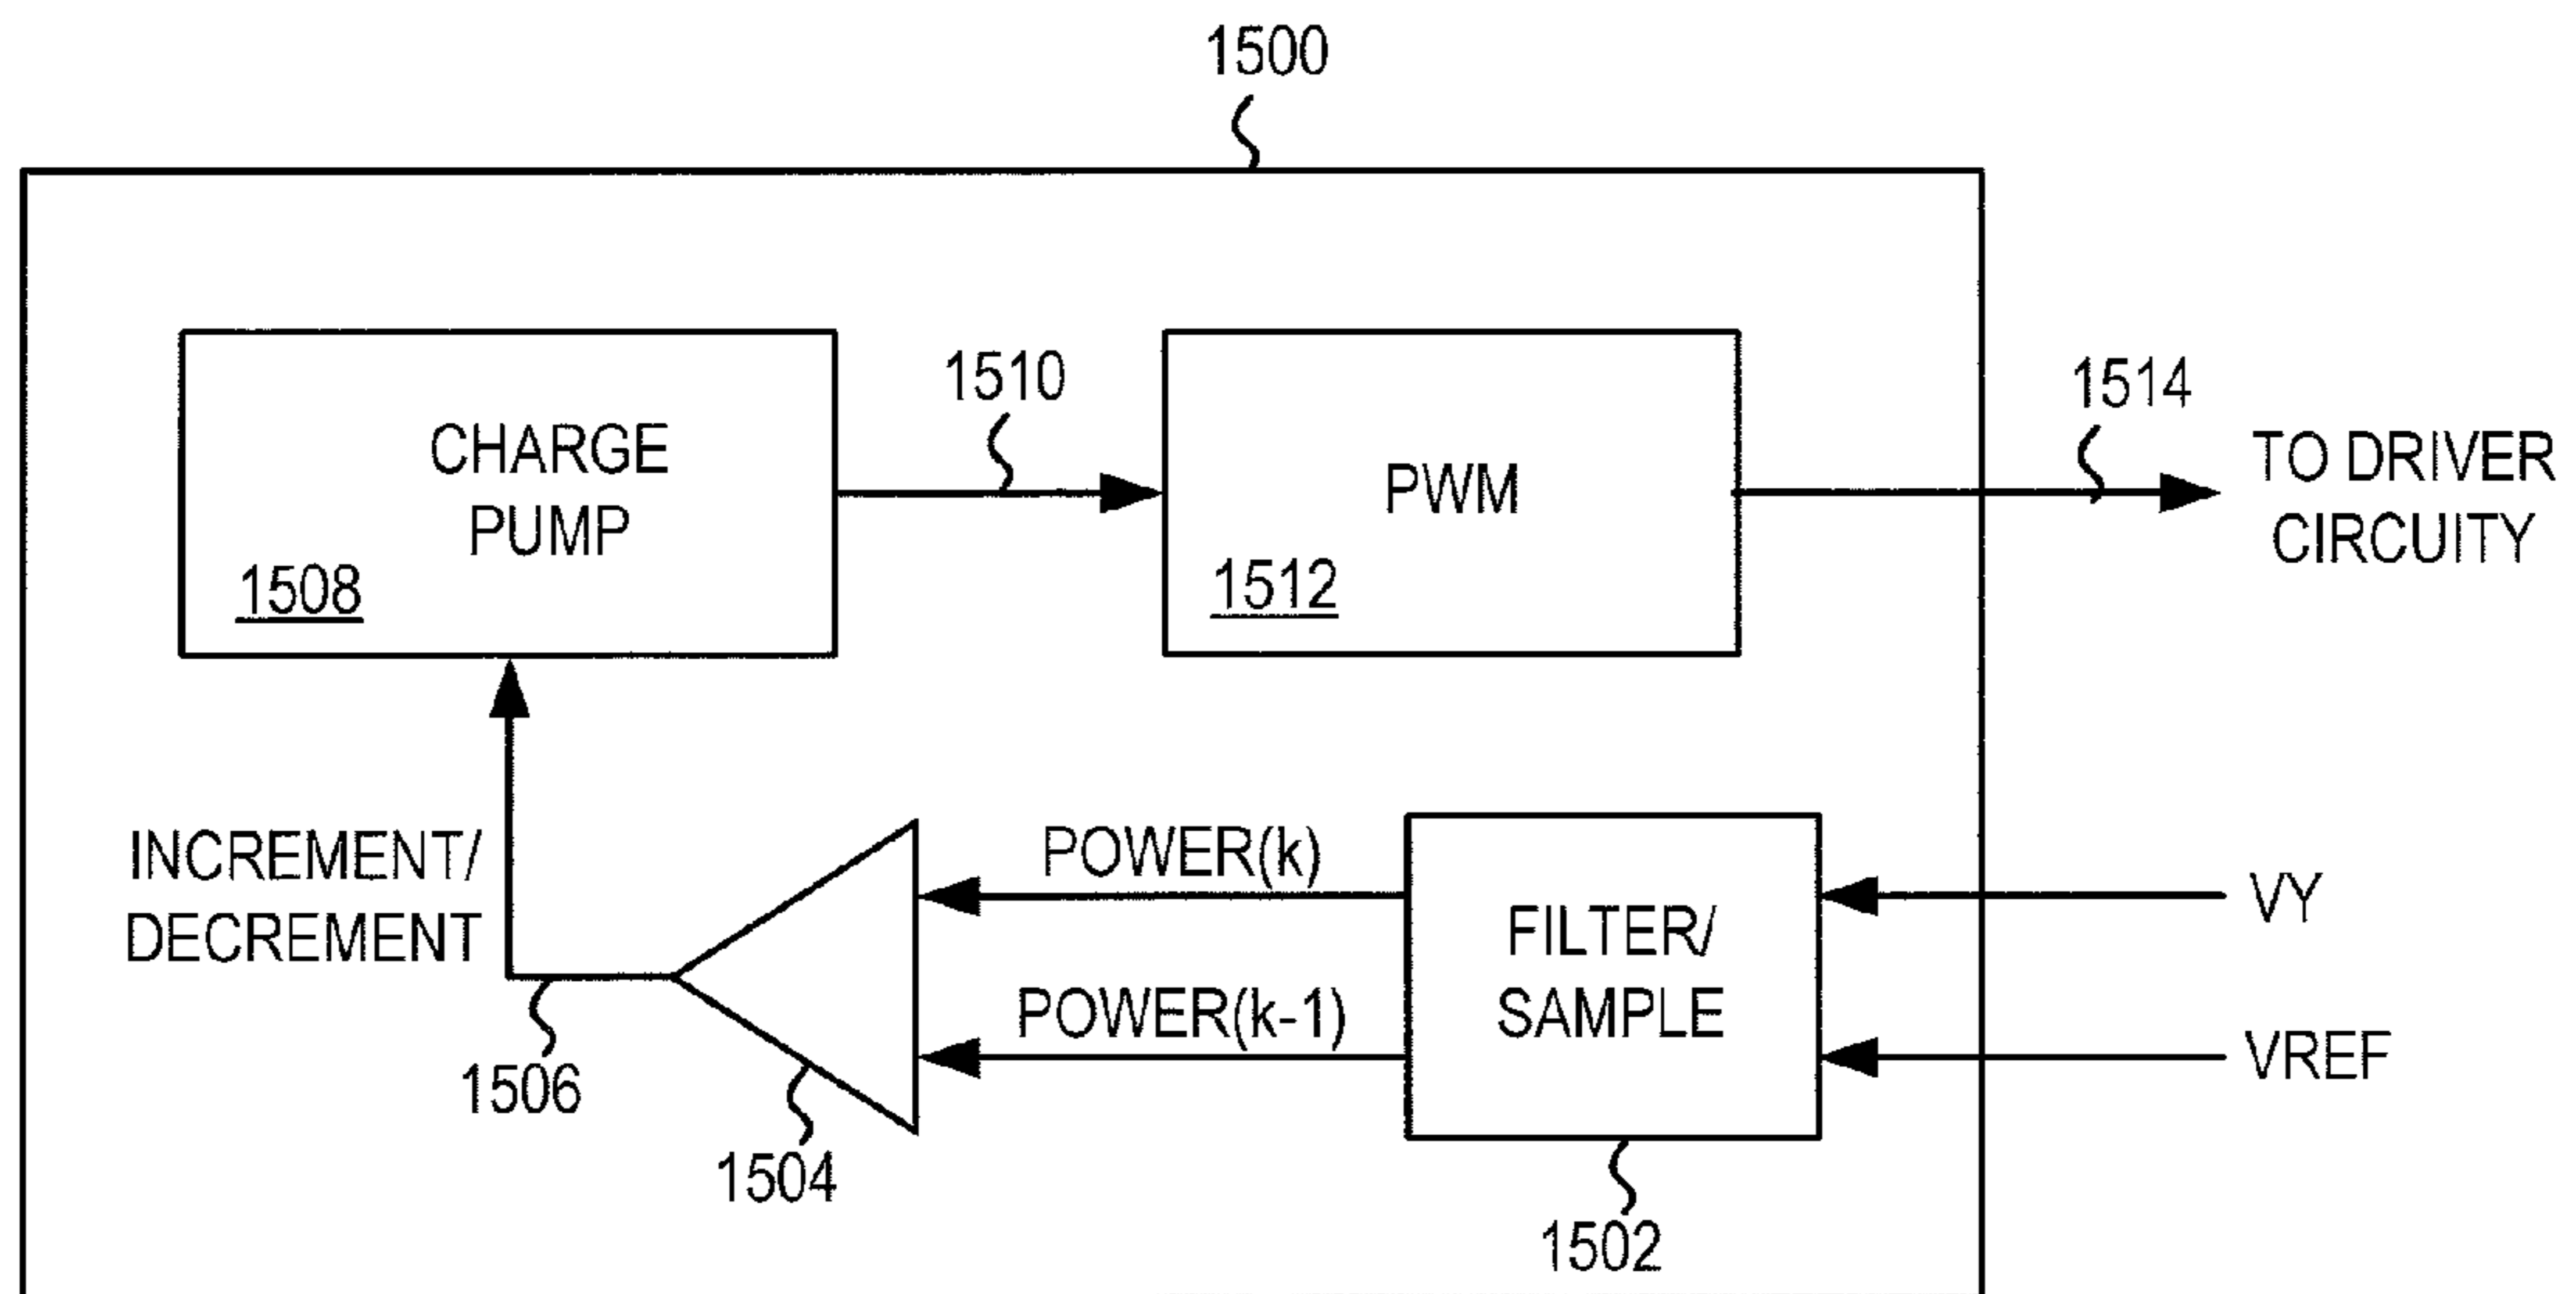 1500
CHARGE
PUMP
1508
1510
PWM
1512
1514
TO DRIVER
CIRCUITY
INCREMENT/
DECREMENT
1506
1504
POWER(k)
POWER(k-1)
FILTER/
SAMPLE
1502
VY
VREF